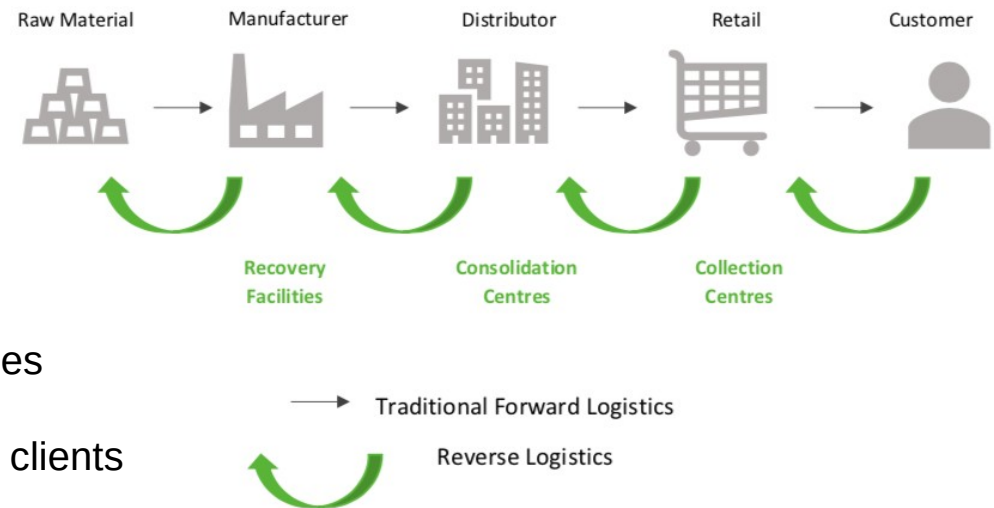 Raw Material Manufacturer Distributor Retail Customer
Recovery Consolidation Collection
Facilities Centres Centres
es
Traditional Forward Logistics
clients Reverse Logistics